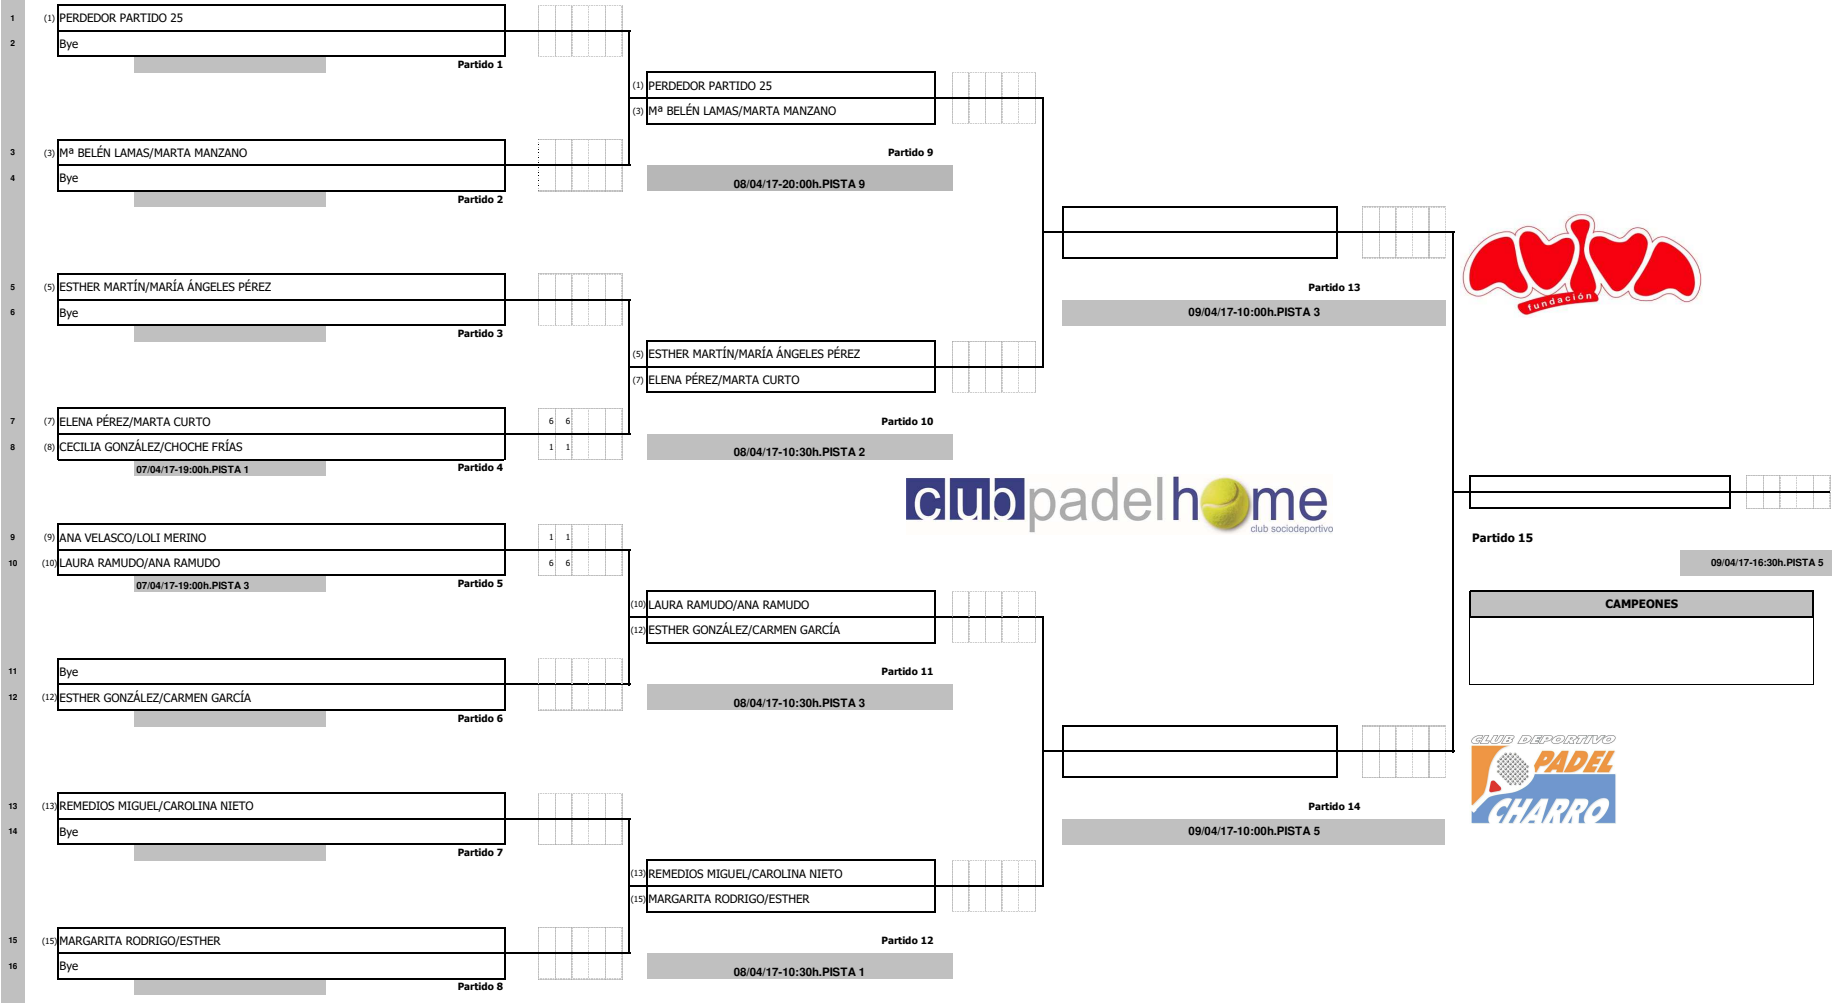 1 (1) PERDEDOR PARTIDO 25
2 Bye
Partido 1
(1) PERDEDOR PARTIDO 25
(3) Mª BELÉN LAMAS/MARTA MANZANO
3 (3) Mª BELÉN LAMAS/MARTA MANZANO
Partido 9
4 Bye
08/04/17-20:00h.PISTA 9
Partido 2
5 (5) ESTHER MARTÍN/MARÍA ÁNGELES PÉREZ
Partido 13
6 Bye
09/04/17-10:00h.PISTA 3
fundación
Partido 3
(5) ESTHER MARTÍN/MARÍA ÁNGELES PÉREZ
(7) ELENA PÉREZ/MARTA CURTO
7 (7) ELENA PÉREZ/MARTA CURTO 6 6
Partido 10
8 (8) CECILIA GONZÁLEZ/CHOCHE FRÍAS 1 1
08/04/17-10:30h.PISTA 2
07/04/17-19:00h.PISTA 1 Partido 4
clubpadelhome
club sociodeportivo
9 (9) ANA VELASCO/LOLI MERINO 1 1
Partido 15
10 (10) LAURA RAMUDO/ANA RAMUDO 6 6
09/04/17-16:30h.PISTA 5
07/04/17-19:00h.PISTA 3 Partido 5
(10) LAURA RAMUDO/ANA RAMUDO
CAMPEONES
(12) ESTHER GONZÁLEZ/CARMEN GARCÍA
11 Bye
Partido 11
12 (12) ESTHER GONZÁLEZ/CARMEN GARCÍA
08/04/17-10:30h.PISTA 3
Partido 6
CLUB DEPORTIVO
PADEL
CHARRO
13 (13) REMEDIOS MIGUEL/CAROLINA NIETO
Partido 14
14 Bye
09/04/17-10:00h.PISTA 5
Partido 7
(13) REMEDIOS MIGUEL/CAROLINA NIETO
(15) MARGARITA RODRIGO/ESTHER
15 (15) MARGARITA RODRIGO/ESTHER
Partido 12
16 Bye
08/04/17-10:30h.PISTA 1
Partido 8